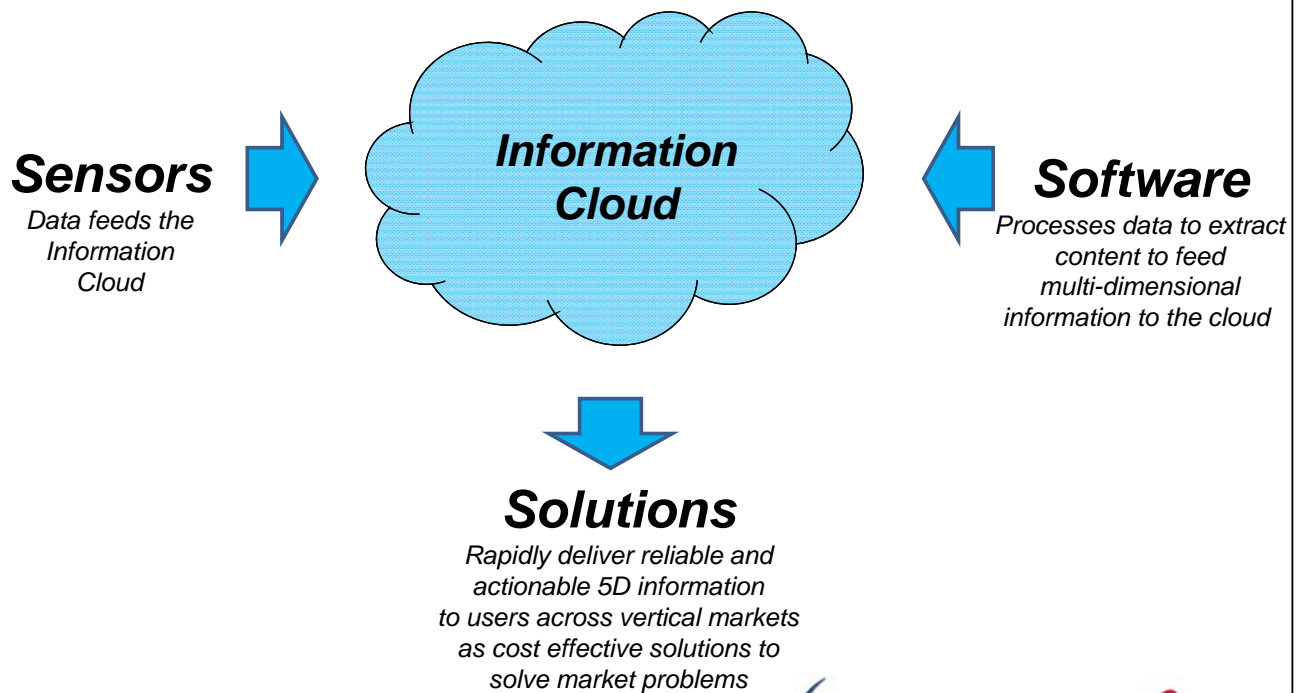 Information
Cloud
Sensors
Data feeds the
Information
Cloud
Software
Processes data to extract
content to feed
multi-dimensional
information to the cloud
Solutions
Rapidly deliver reliable and
actionable 5D information
to users across vertical markets
as cost effective solutions to
solve market problems